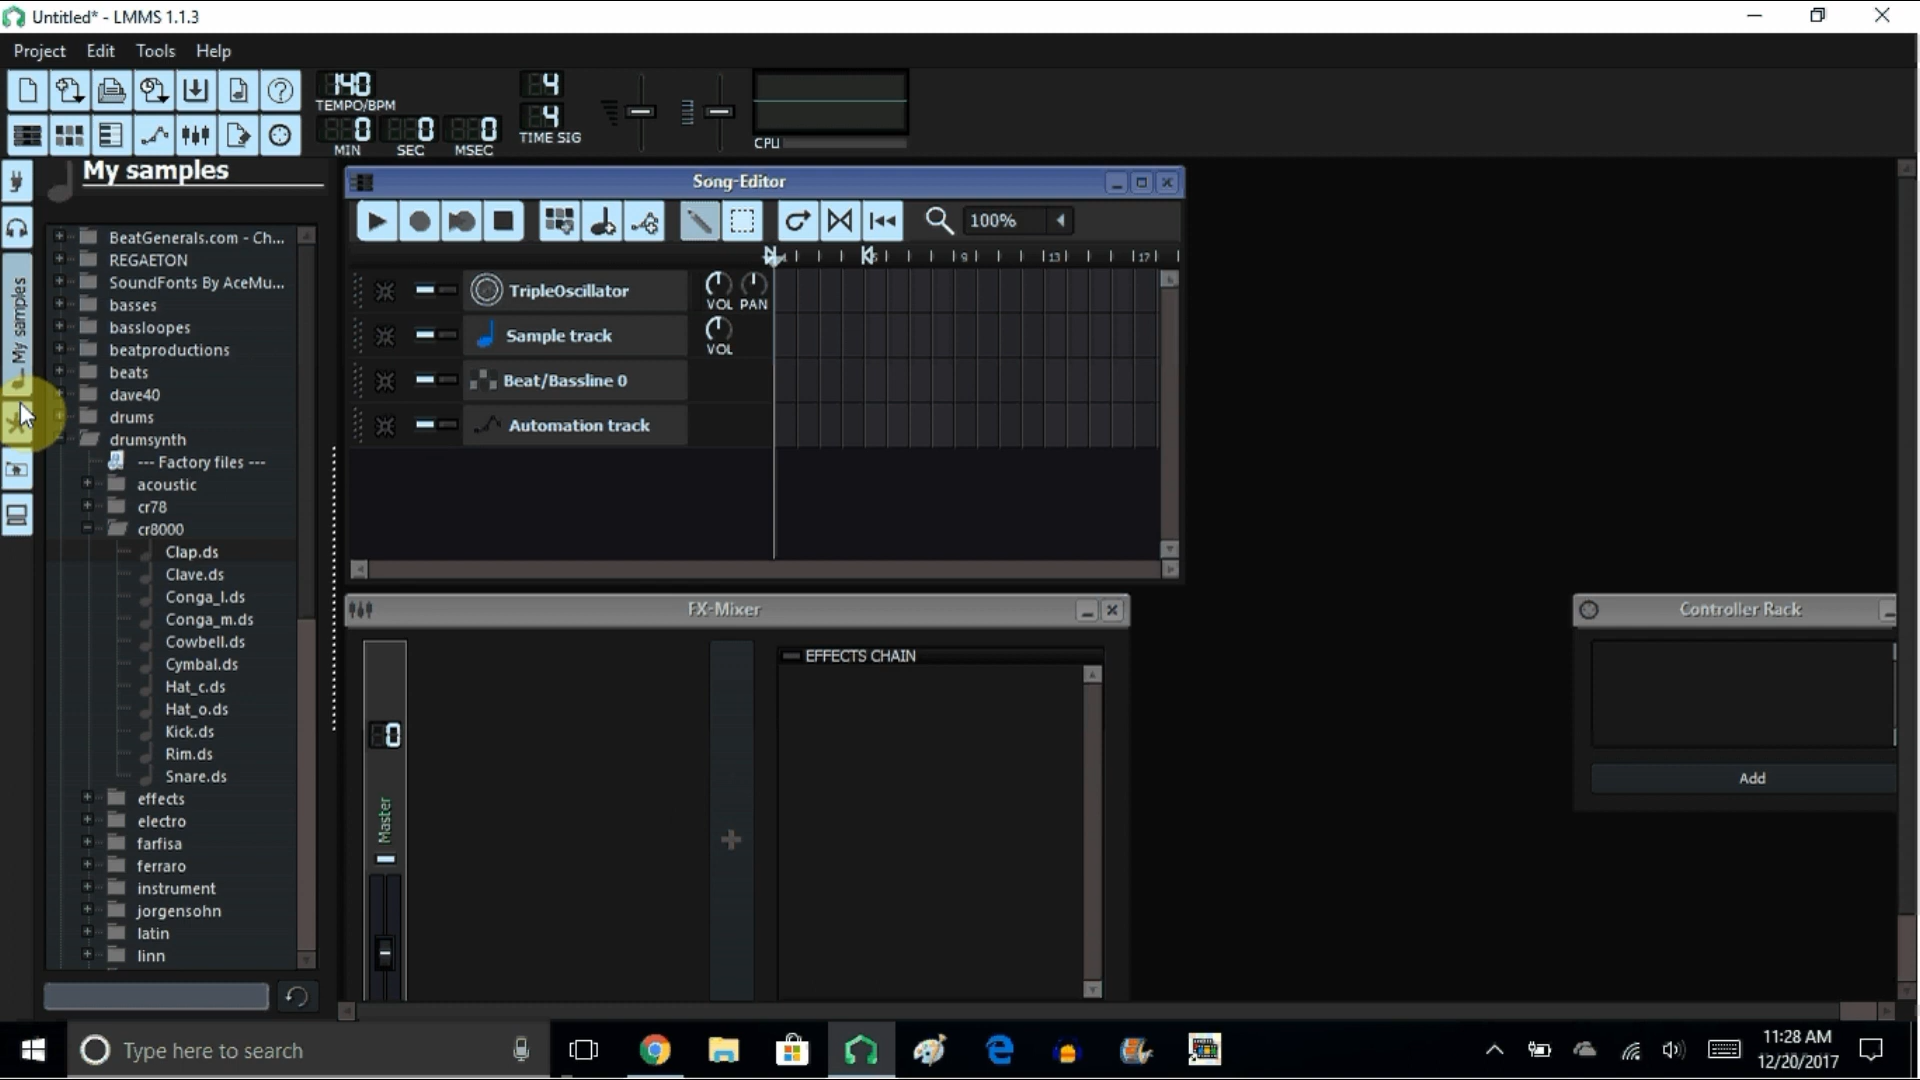 Untitled* - LMMS 1.1.3
Project Edit Tools Help
140
TEMPO/BPM
0 0 0
MIN SEC MSEC
4
4
TIME SIG
CPU
My samples
My samples
BeatGenerals.com - Ch...
REGAETON
SoundFonts By AceMu...
basses
bassloopes
beatproductions
beats
dave40
drums
drumsynth
--- Factory files ---
acoustic
cr78
cr8000
Clap.ds
Clave.ds
Conga_l.ds
Conga_m.ds
Cowbell.ds
Cymbal.ds
Hat_c.ds
Hat_o.ds
Kick.ds
Rim.ds
Snare.ds
effects
electro
farfisa
ferraro
instrument
jorgensohn
latin
linn
Song-Editor
100%
9 13 17
TripleOscillator
VOL PAN
Sample track
VOL
Beat/Bassline 0
Automation track
FX-Mixer
0
Master
EFFECTS CHAIN
Controller Rack
Add
Type here to search
11:28 AM
12/20/2017